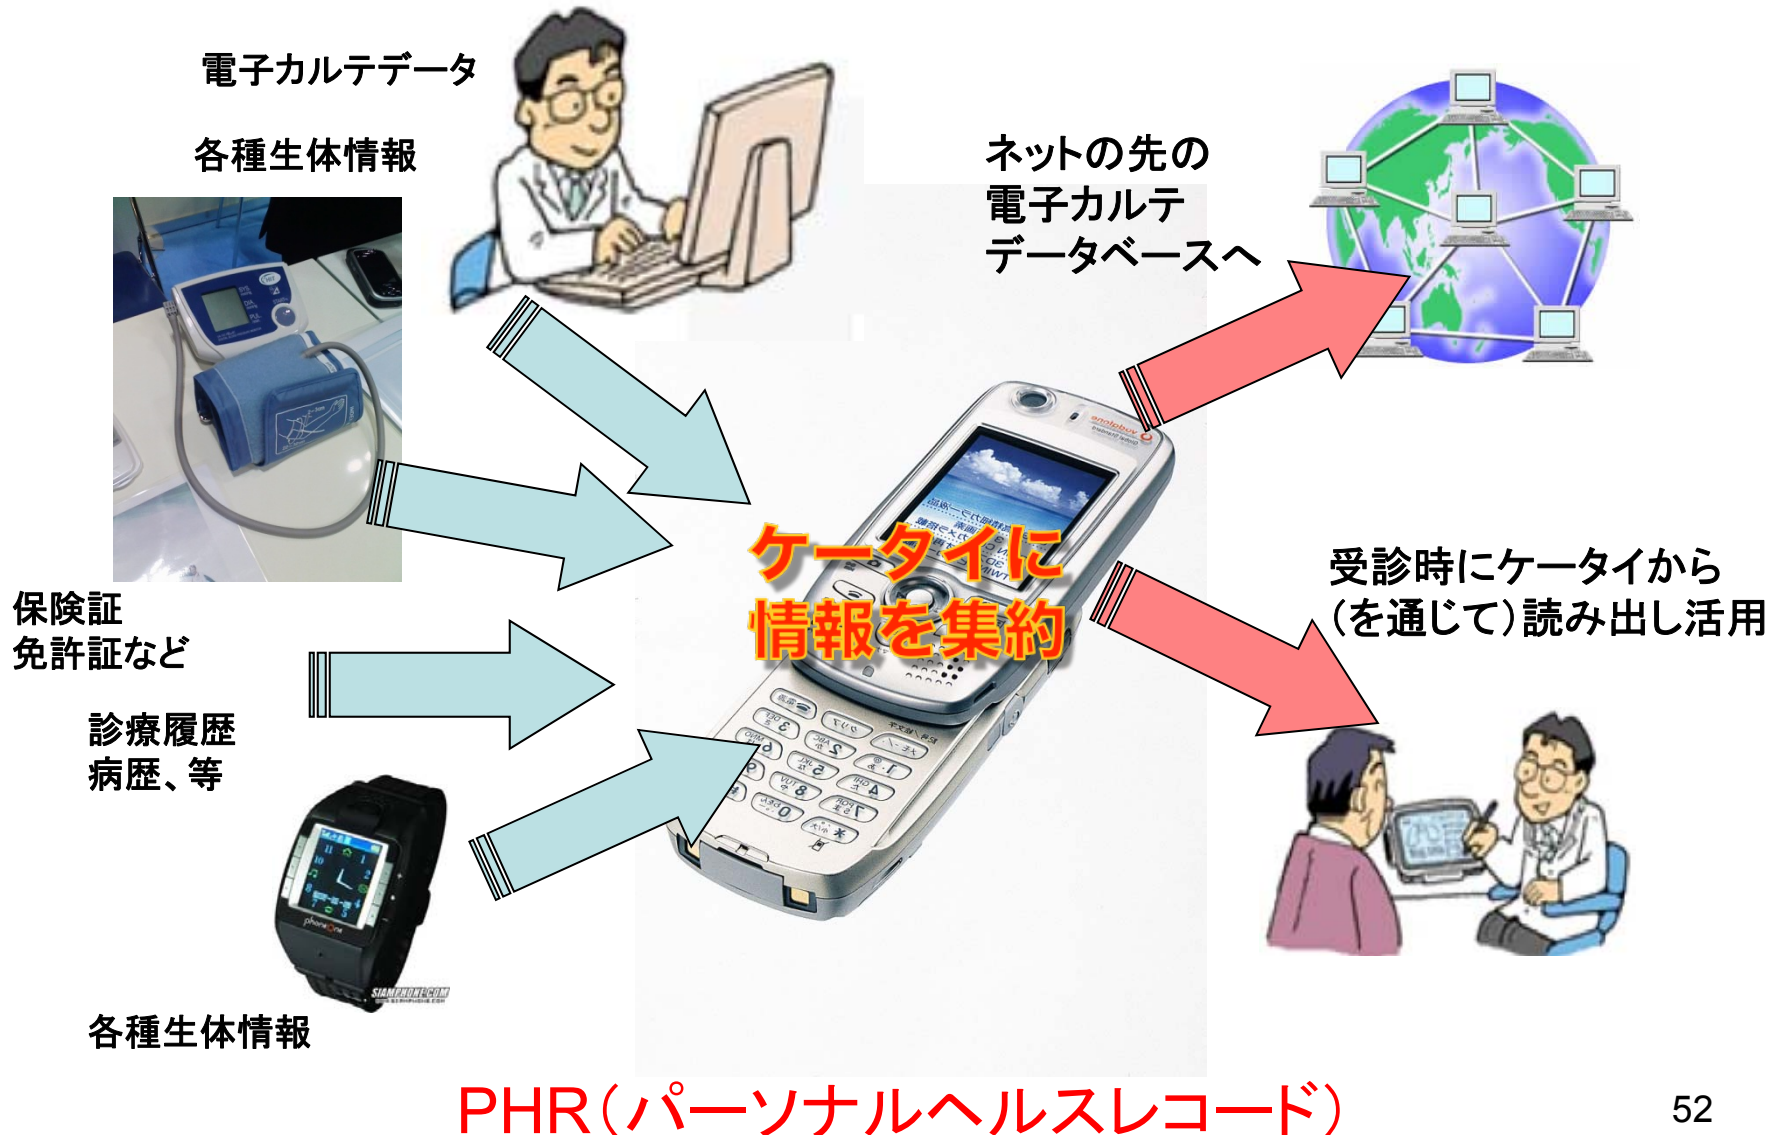 電子カルテデータ
各種生体情報
ネットの先の
電子カルテ
データベースへ
ケータイに
情報を集約
保険証
免許証など
診療履歴
病歴、等
受診時にケータイから
（を通じて）読み出し活用
phoneOne
SIAMPHONE.COM
各種生体情報
PHR（パーソナルヘルスレコード）
52